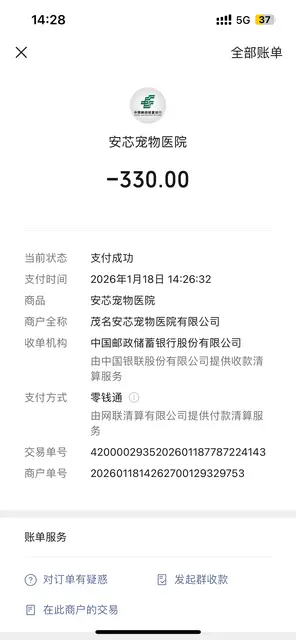 14:28
5G 37
全部账单
中国邮政储蓄银行
安芯宠物医院
-330.00
当前状态 支付成功
支付时间 2026年1月18日 14:26:32
商品 安芯宠物医院
商户全称 茂名安芯宠物医院有限公司
收单机构 中国邮政储蓄银行股份有限公司
由中国银联股份有限公司提供收款清
算服务
支付方式 零钱通
由网联清算有限公司提供付款清算服
务
交易单号 4200002935202601187787224143
商户单号 2026011814262700129329753
账单服务
对订单有疑惑 发起群收款
在此商户的交易